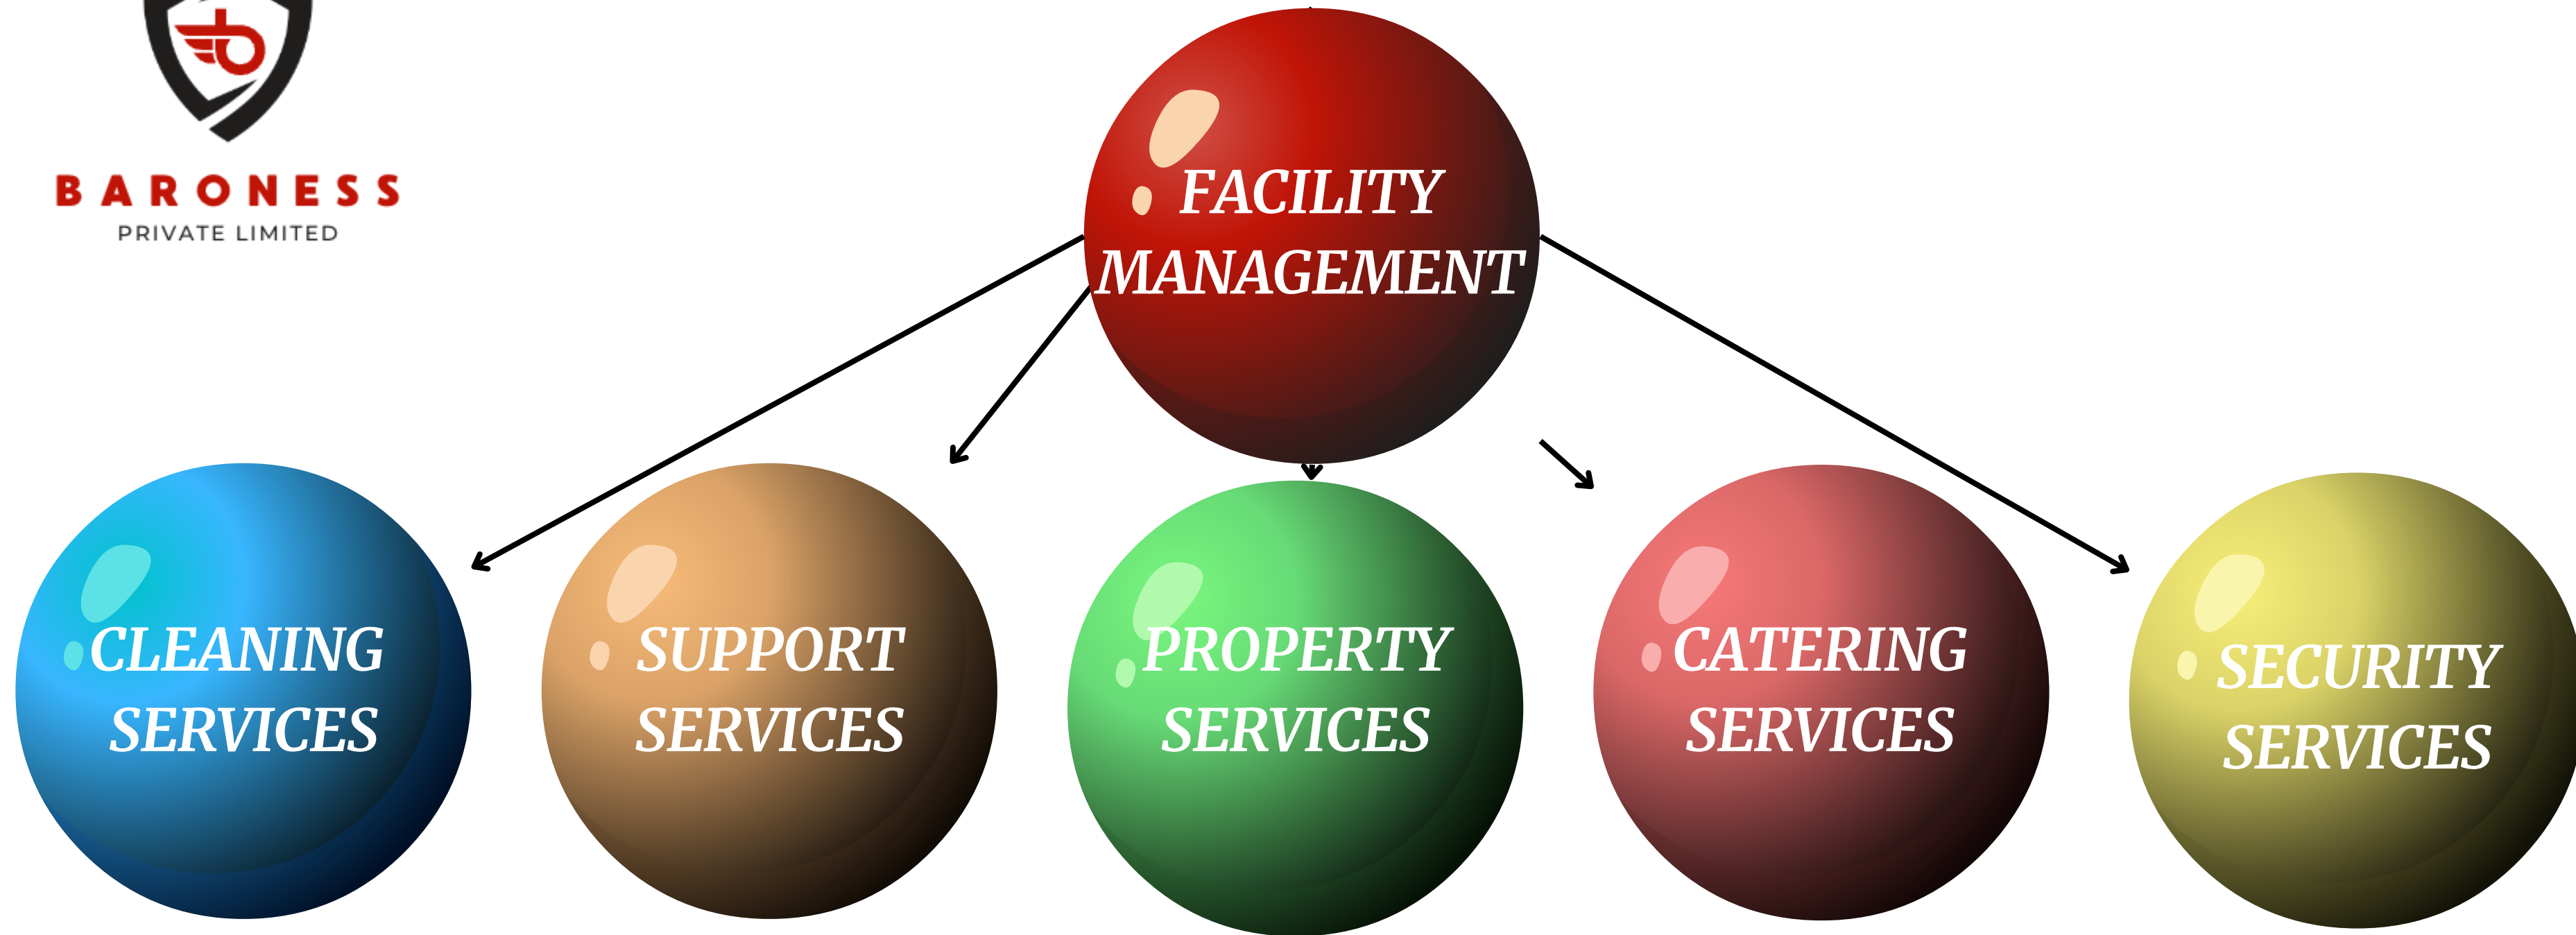 BARONESS
PRIVATE LIMITED
FACILITY
MANAGEMENT
CLEANING
SERVICES
SUPPORT
SERVICES
PROPERTY
SERVICES
CATERING
SERVICES
SECURITY
SERVICES